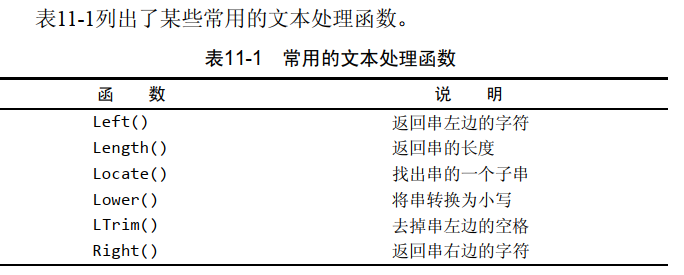 表11-1列出了某些常用的文本处理函数。
表11-1 常用的文本处理函数
函 数 说 明
Left() 返回串左边的字符
Length() 返回串的长度
Locate() 找出串的一个子串
Lower() 将串转换为小写
LTrim() 去掉串左边的空格
Right() 返回串右边的字符